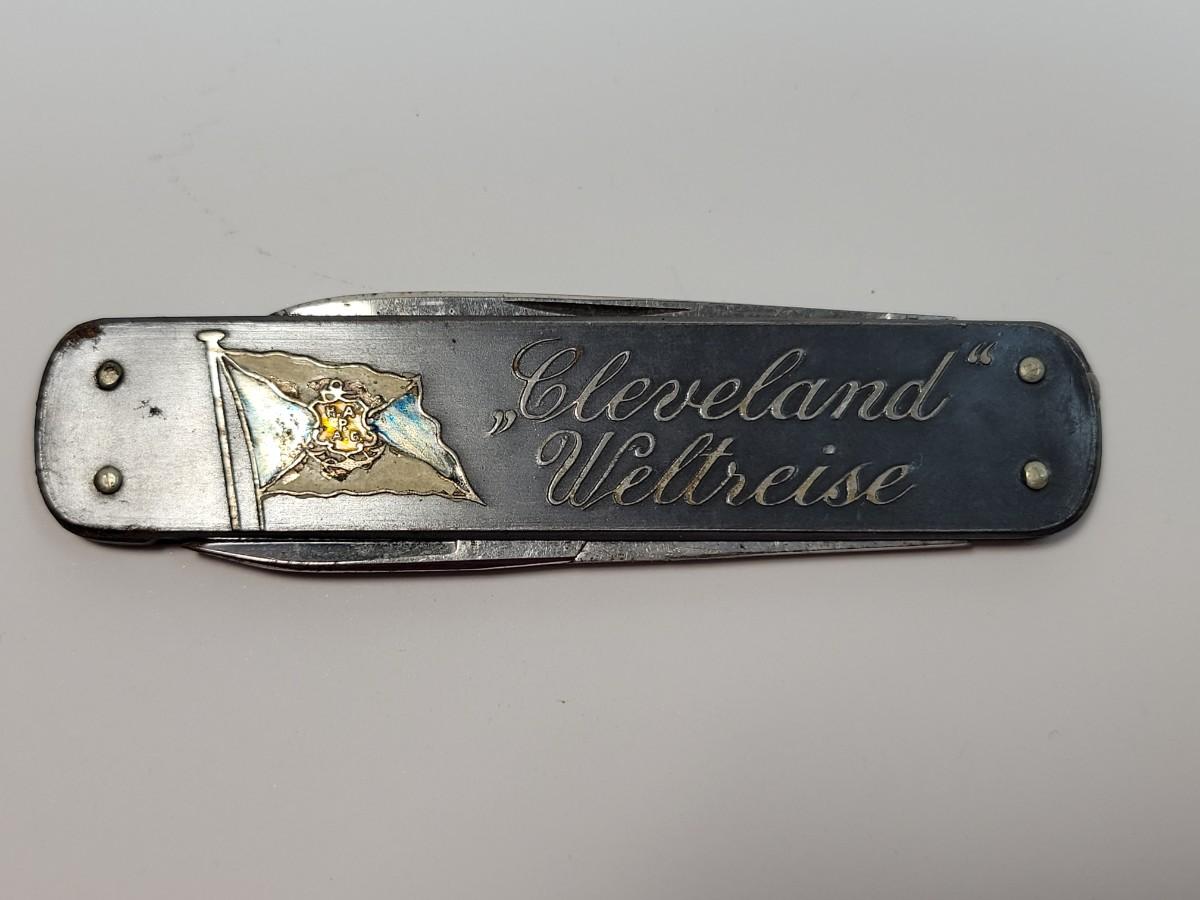 H A
P
A G
„Cleveland“
Weltreise